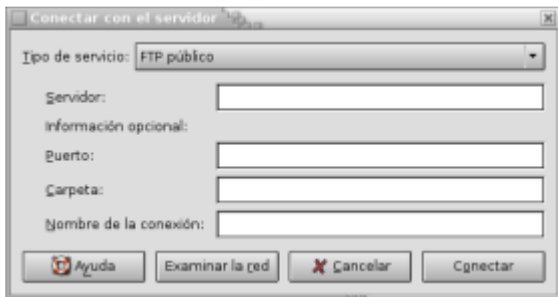 Conectar con el servidor
Tipo de servicio: FTP público
Servidor:
Información opcional:
Puerto:
Carpeta:
Nombre de la conexión:
Ayuda Examinar la red Cancelar Conectar